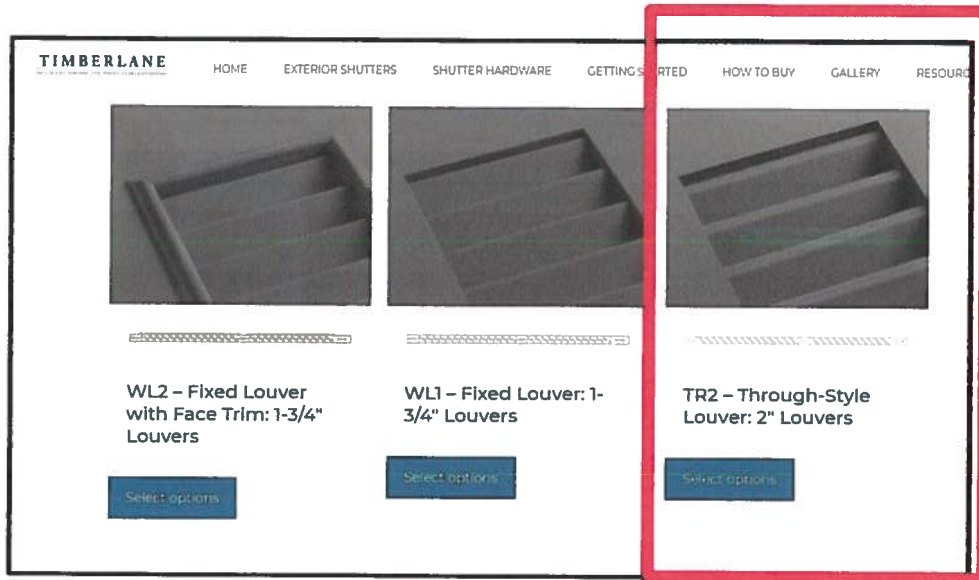 TIMBERLANE
HOME EXTERIOR SHUTTERS SHUTTER HARDWARE GETTING HOW TO BUY GALLERY
WL2 – Fixed Louver
with Face Trim: 1-3/4"
Louvers
Select options
WL1 – Fixed Louver: 1-
3/4" Louvers
Select options
TR2 – Through-Style
Louver: 2" Louvers
Select options